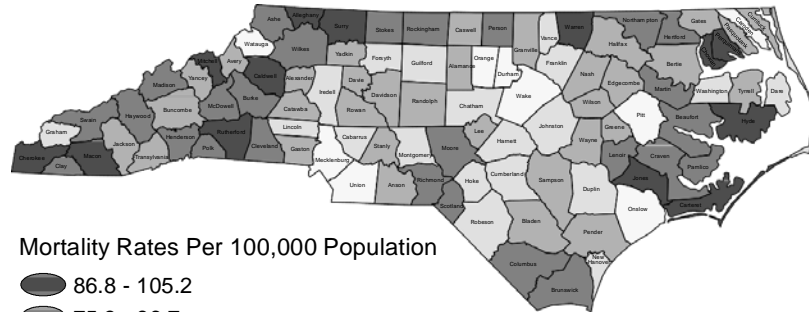 Ashe Alleghany Surry Stokes Rockingham Caswell Person Granville Vance Warren Northampton Gates Camden Currituck Pasquotank
Watauga Wilkes Yadkin Forsyth Guilford Alamance Orange Durham Franklin Halifax Hertford Bertie Chowan Perquimans
Mitchell Avery Caldwell Alexander Iredell Davie Davidson Randolph Chatham Wake Nash Edgecombe Martin Washington Tyrrell Dare
Madison Yancey McDowell Burke Catawba Rowan Johnston Wilson Pitt Beaufort Hyde
Swain Haywood Buncombe Rutherford Lincoln Cabarrus Stanly Montgomery Moore Lee Harnett Wayne Greene Lenoir Craven Pamlico
Graham Jackson Henderson Polk Cleveland Gaston Mecklenburg
Cherokee Clay Macon Transylvania Union Anson Richmond Scotland Hoke Cumberland Sampson Duplin Jones Carteret Onslow
Robeson Bladen Pender
Columbus Brunswick New Hanover
Mortality Rates Per 100,000 Population
86.8 - 105.2